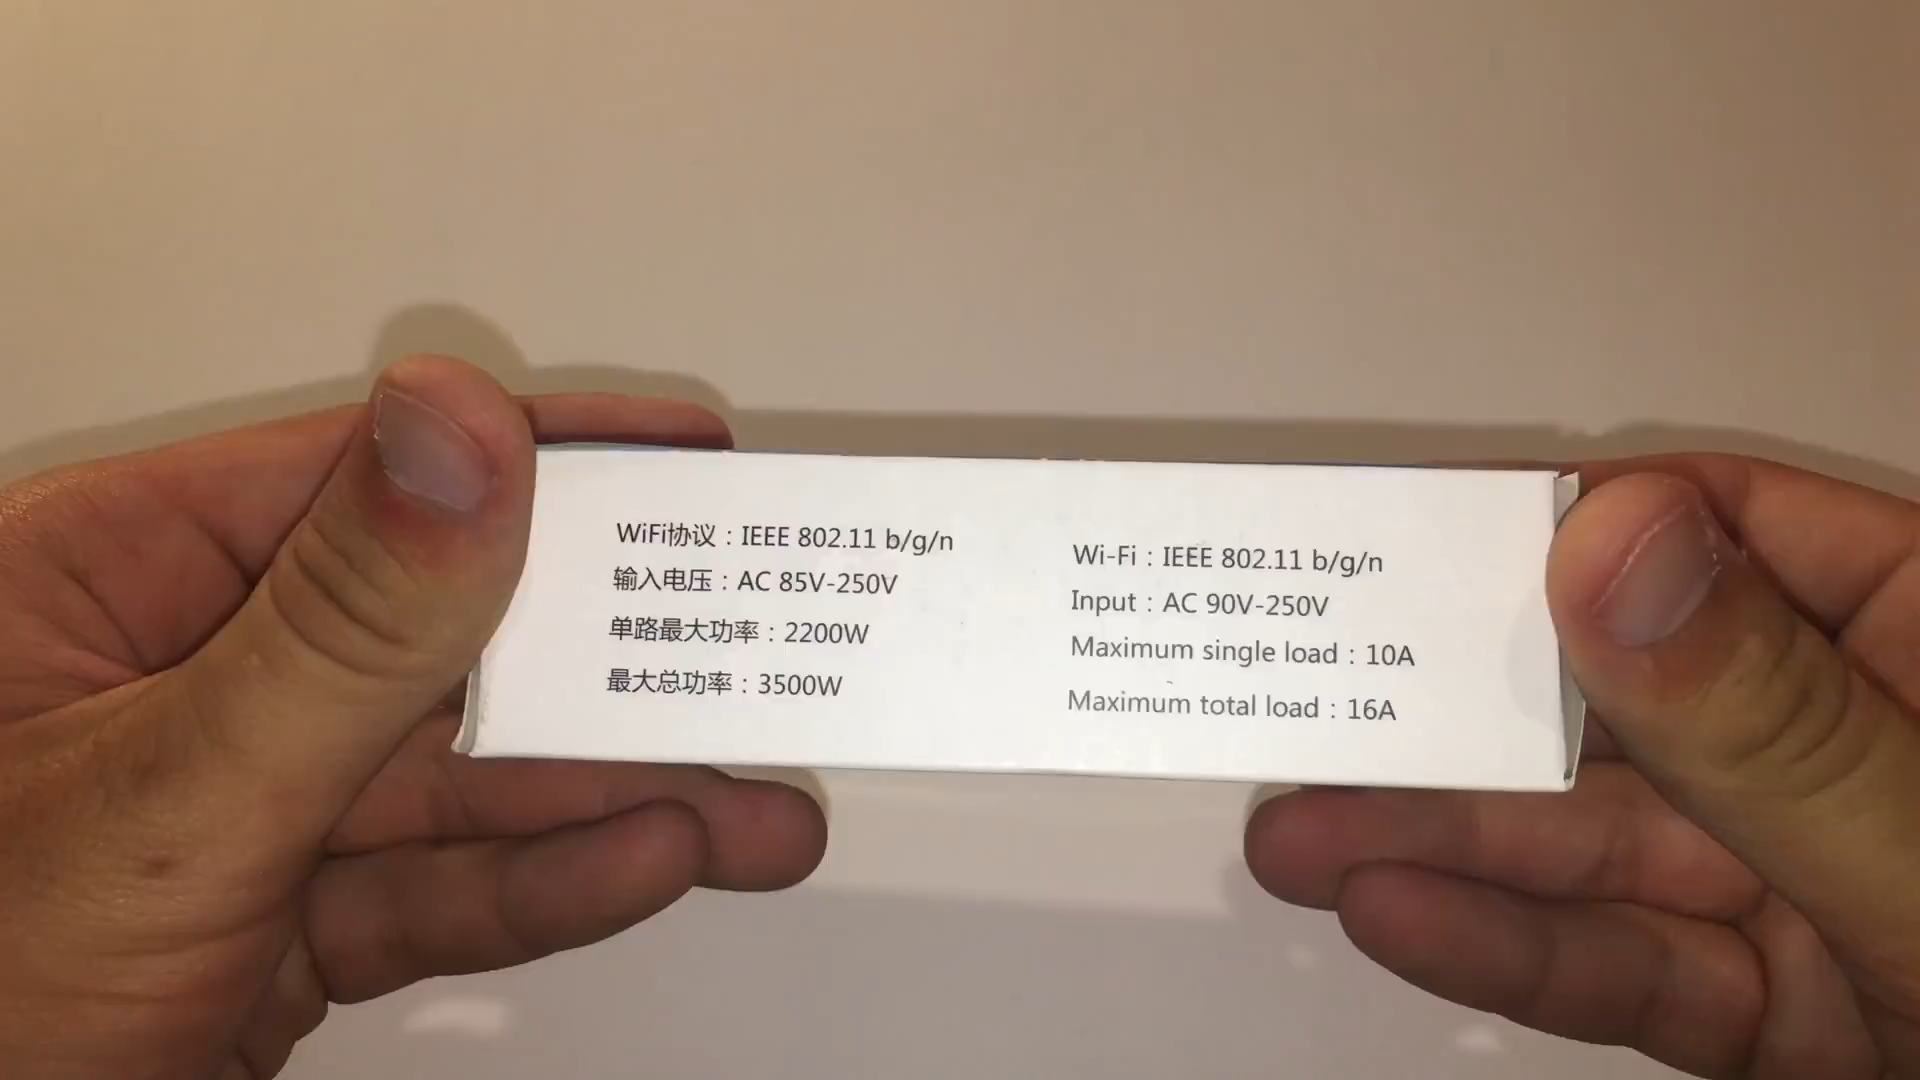 WiFi协议：IEEE 802.11 b/g/n
输入电压：AC 85V-250V
单路最大功率：2200W
最大总功率：3500W
Wi-Fi：IEEE 802.11 b/g/n
Input：AC 90V-250V
Maximum single load：10A
Maximum total load：16A